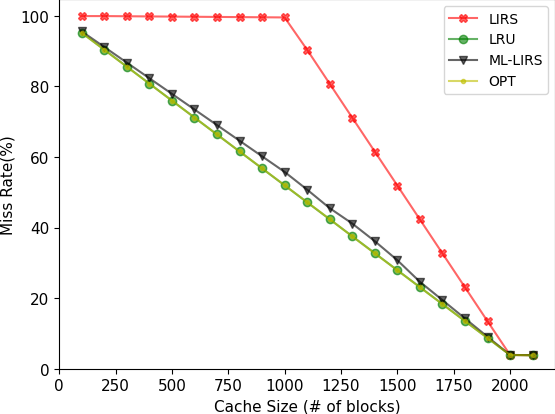 100
80
60
40
20
0
Miss Rate(%)
0 250 500 750 1000 1250 1500 1750 2000
Cache Size (# of blocks)
LIRS
LRU
ML-LIRS
OPT